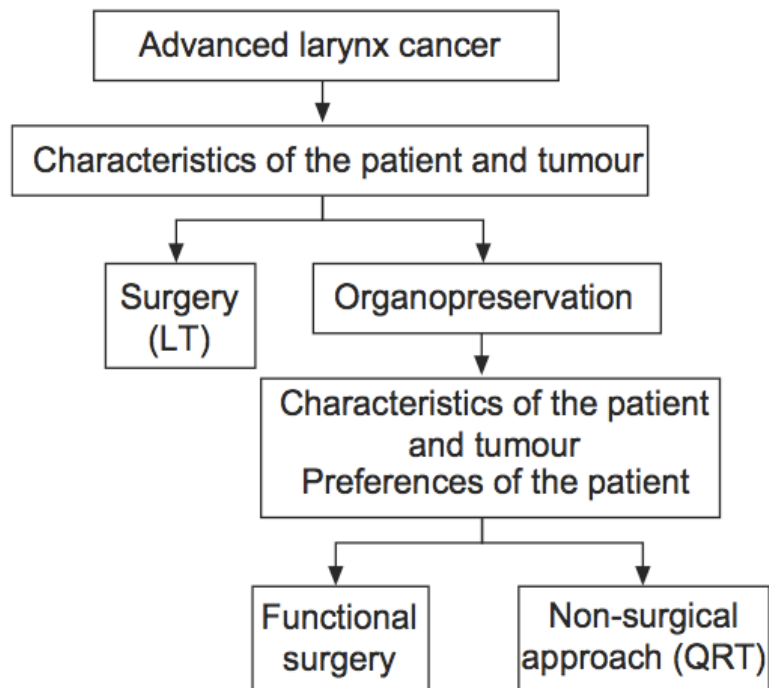 Advanced larynx cancer
Characteristics of the patient and tumour
Surgery
(LT)
Organopreservation
Characteristics of the patient
and tumour
Preferences of the patient
Functional
surgery
Non-surgical
approach (QRT)